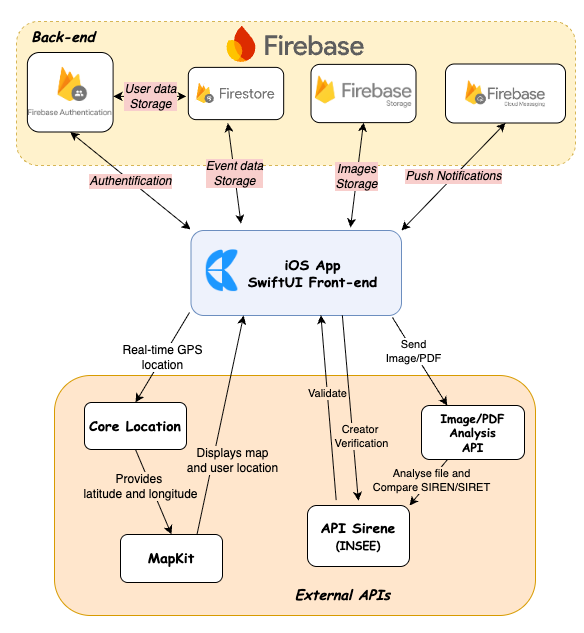 Back-end
Firebase
Firebase Authentication
User data
Storage
Firestore
Firebase
Storage
Firebase
Cloud Messaging
Authentification
Event data
Storage
Images
Storage
Push Notifications
iOS App
SwiftUI Front-end
Real-time GPS
location
Send
Image/PDF
Validate
Core Location
Creator
Verification
Image/PDF
Analysis
API
Displays map
and user location
Provides
latitude and longitude
Analyse file and
Compare SIREN/SIRET
MapKit
API Sirene
(INSEE)
External APIs